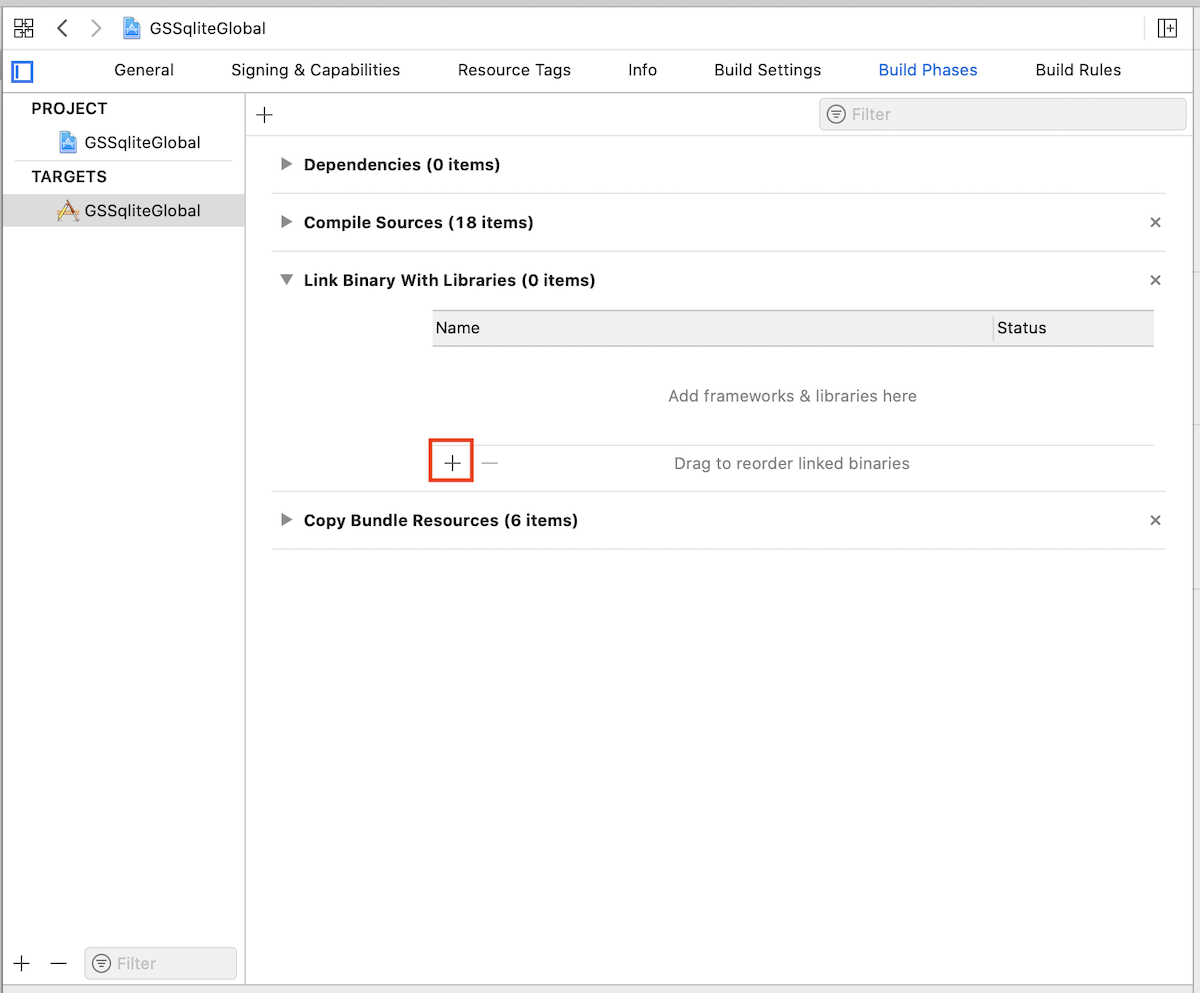 GSSqliteGlobal
General Signing & Capabilities Resource Tags Info Build Settings Build Phases Build Rules
PROJECT
GSSqliteGlobal
TARGETS
GSSqliteGlobal
Filter
Filter
Dependencies (0 items)
Compile Sources (18 items)
Link Binary With Libraries (0 items)
Name Status
Add frameworks & libraries here
Drag to reorder linked binaries
Copy Bundle Resources (6 items)